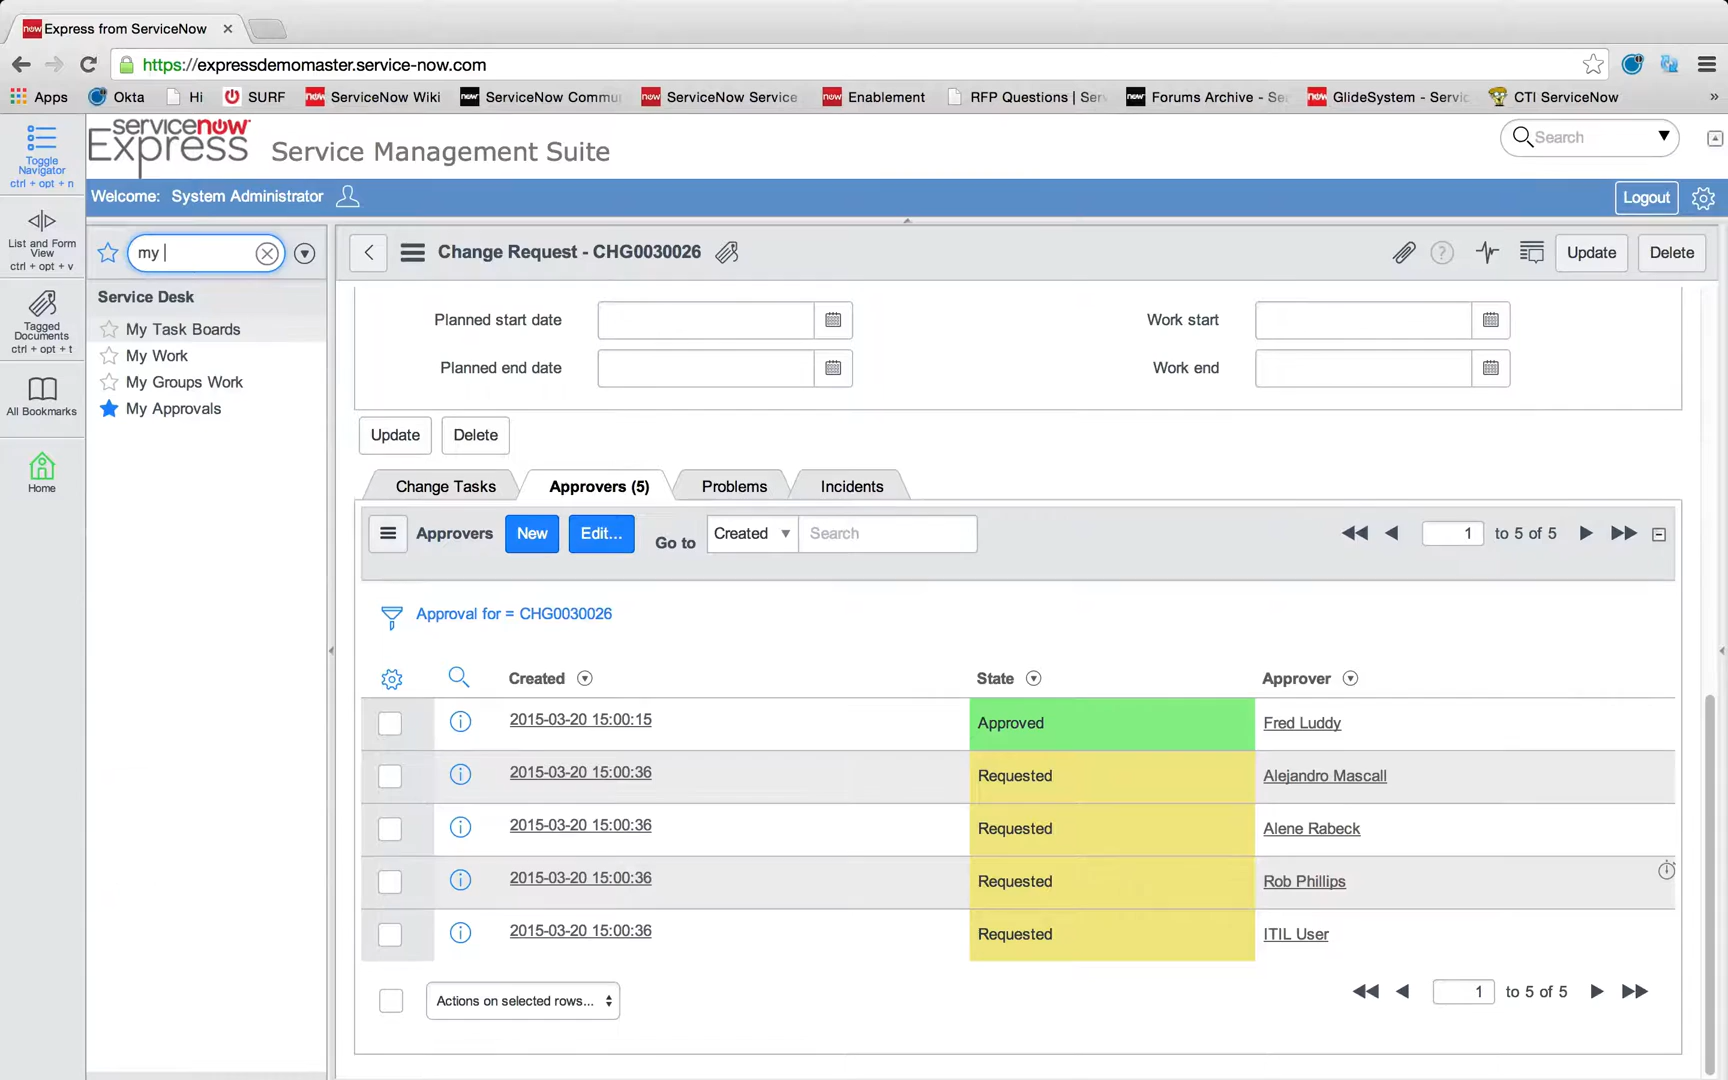 now Express from ServiceNow
https://expressdemomaster.service-now.com
Apps Okta Hi SURF now ServiceNow Wiki now ServiceNow Commu now ServiceNow Service now Enablement RFP Questions | Serv now Forums Archive - Se now GlideSystem - Servic CTI ServiceNow »
servicenow
Express Service Management Suite
Search
Toggle
Navigator
ctrl + opt + n
Welcome: System Administrator
Logout
List and Form
View
ctrl + opt + v
my
Change Request - CHG0030026
Update Delete
Service Desk
My Task Boards
My Work
My Groups Work
My Approvals
Tagged
Documents
ctrl + opt + t
All Bookmarks
Home
Planned start date
Work start
Planned end date
Work end
Update Delete
Change Tasks Approvers (5) Problems Incidents
Approvers New Edit... Go to Created Search 1 to 5 of 5
Approval for = CHG0030026
Created State Approver
2015-03-20 15:00:15 Approved Fred Luddy
2015-03-20 15:00:36 Requested Alejandro Mascall
2015-03-20 15:00:36 Requested Alene Rabeck
2015-03-20 15:00:36 Requested Rob Phillips
2015-03-20 15:00:36 Requested ITIL User
Actions on selected rows... 1 to 5 of 5